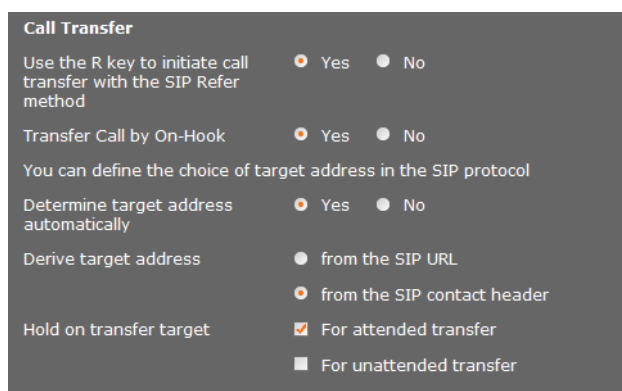 Call Transfer
Use the R key to initiate call Yes No
transfer with the SIP Refer
method
Transfer Call by On-Hook Yes No
You can define the choice of target address in the SIP protocol
Determine target address Yes No
automatically
Derive target address from the SIP URL
from the SIP contact header
Hold on transfer target For attended transfer
For unattended transfer